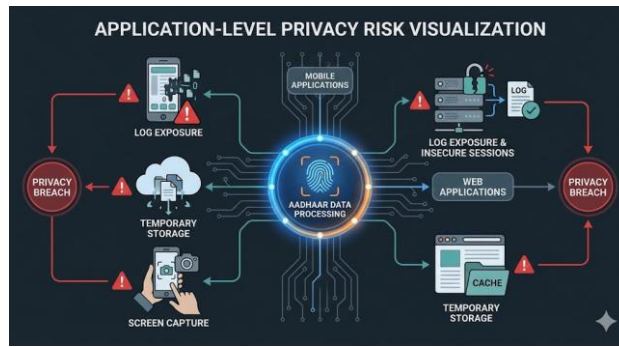 APPLICATION-LEVEL PRIVACY RISK VISUALIZATION
LOG EXPOSURE
MOBILE
APPLICATIONS
LOG
LOG EXPOSURE &
INSECURE SESSIONS
PRIVACY
BREACH
TEMPORARY
STORAGE
AADHAAR DATA
PROCESSING
WEB
APPLICATIONS
PRIVACY
BREACH
SCREEN CAPTURE
CACHE
TEMPORARY
STORAGE